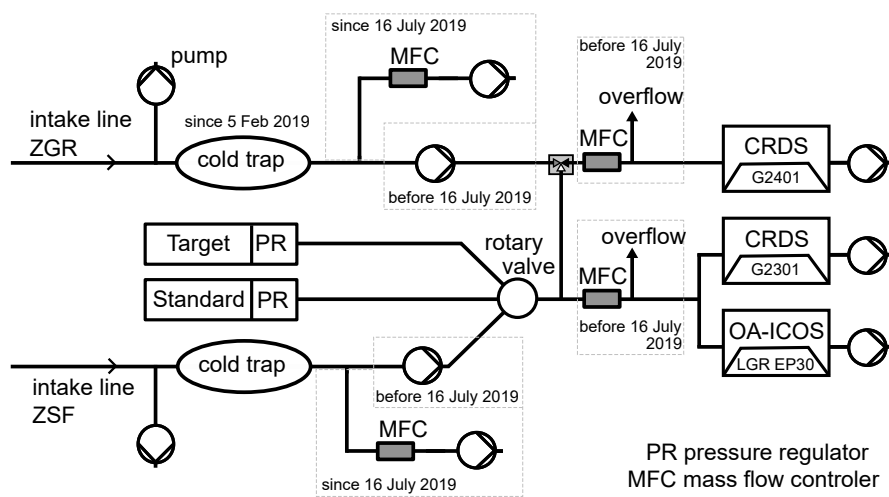 since 16 July 2019
MFC
before 16 July
2019
pump
overflow
intake line
ZGR
since 5 Feb 2019
cold trap
MFC
CRDS
G2401
before 16 July 2019
Target
PR
rotary
valve
overflow
MFC
CRDS
G2301
Standard
PR
before 16 July
2019
OA-ICOS
LGR EP30
cold trap
intake line
ZSF
before 16 July 2019
MFC
since 16 July 2019
PR pressure regulator
MFC mass flow controler